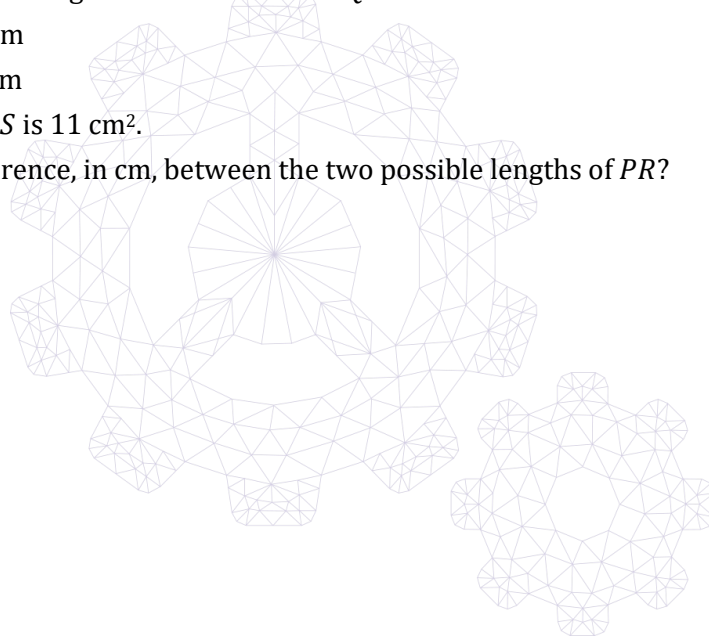 m
m
S is 11 cm².
rence, in cm, between the two possible lengths of PR?